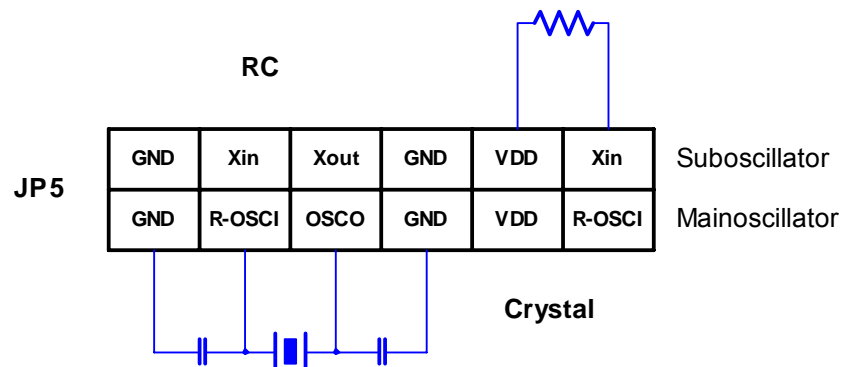 RC
GND Xin Xout GND VDD Xin Suboscillator
JP5
GND R-OSCI OSCO GND VDD R-OSCI Mainoscillator
Crystal